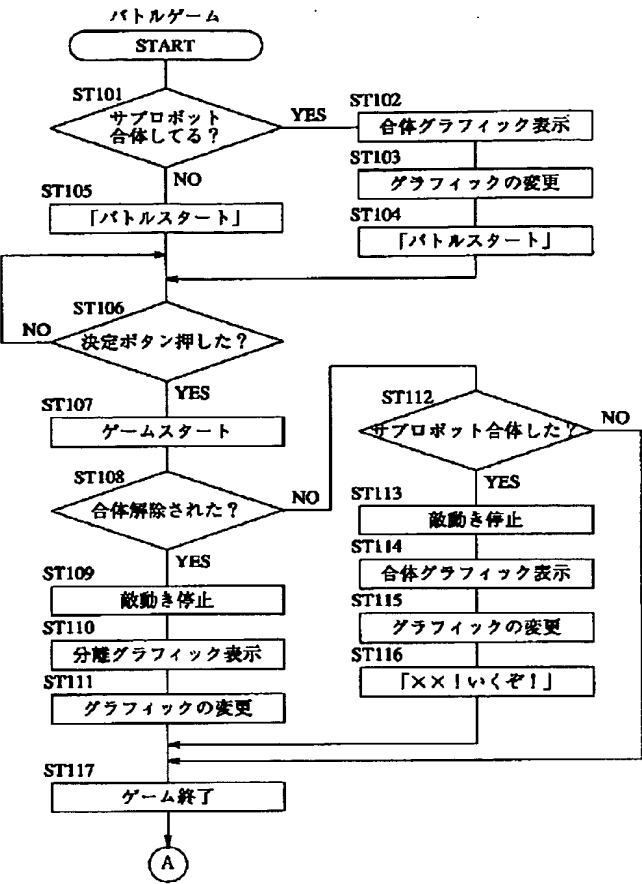 バトルゲーム
START
ST101
サブロボット
合体してる?
YES
NO
ST102
合体グラフィック表示
ST103
グラフィックの変更
ST104
「バトルスタート」
ST105
「バトルスタート」
ST106
決定ボタン押した?
NO
YES
ST107
ゲームスタート
ST108
合体解除された?
NO
YES
ST109
敵動き停止
ST110
分離グラフィック表示
ST111
グラフィックの変更
ST112
サブロボット合体した?
NO
YES
ST113
敵動き停止
ST114
合体グラフィック表示
ST115
グラフィックの変更
ST116
「××!いくぞ!」
ST117
ゲーム終了
A